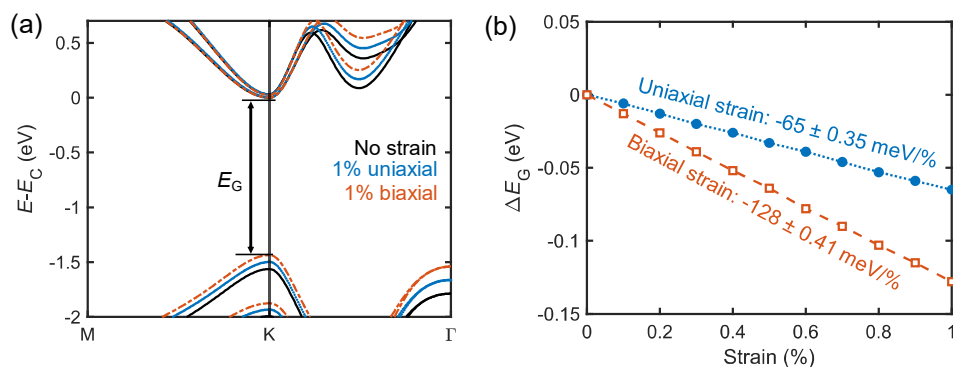 (a)
0.5
0
-0.5
-1
-1.5
-2
E-E_C (eV)
M
K
Γ
E_G
No strain
1% uniaxial
1% biaxial
(b)
0.05
0
-0.05
-0.1
-0.15
ΔE_G (eV)
0
0.2
0.4
0.6
0.8
1
Strain (%)
Uniaxial strain: -65 ± 0.35 meV/%
Biaxial strain: -128 ± 0.41 meV/%